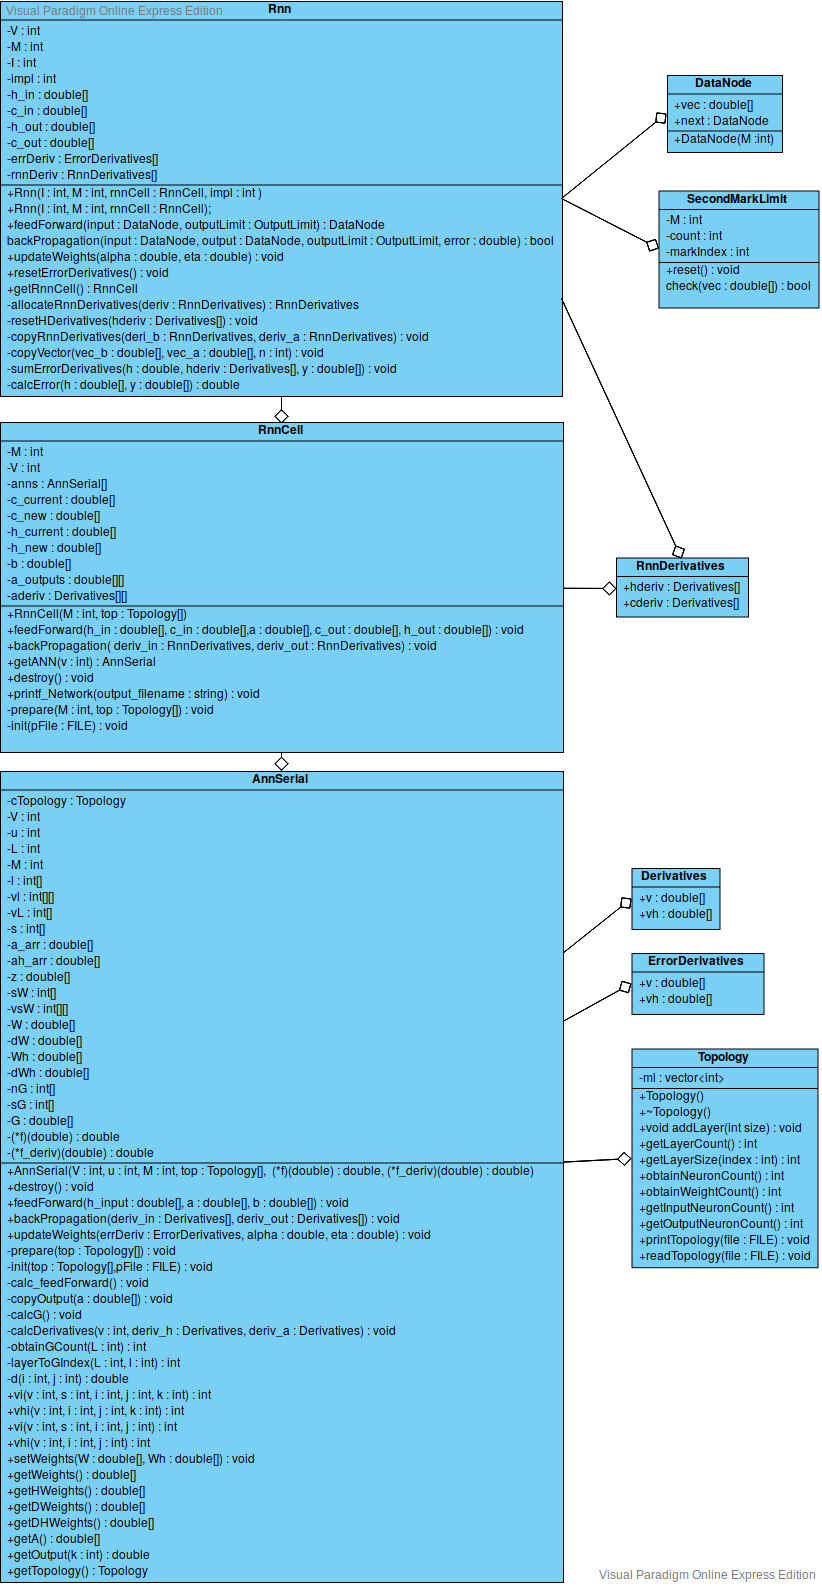 Visual Paradigm Online Express Edition
Rnn
-V : int
-M : int
-I : int
-impl : int
-h_in : double[]
-c_in : double[]
-h_out : double[]
-c_out : double[]
-errDeriv : ErrorDerivatives[]
-rnnDeriv : RnnDerivatives[]
+Rnn(I : int, M : int, rnnCell : RnnCell, impl : int )
+Rnn(I : int, M : int, rnnCell : RnnCell);
+feedForward(input : DataNode, outputLimit : OutputLimit) : DataNode
backPropagation(input : DataNode, output : DataNode, outputLimit : OutputLimit, error : double) : bool
+updateWeights(alpha : double, eta : double) : void
+resetErrorDerivatives() : void
+getRnnCell() : RnnCell
-allocateRnnDerivatives(deriv : RnnDerivatives) : RnnDerivatives
-resetHDerivatives(hderiv : Derivatives[]) : void
-copyRnnDerivatives(deri_b : RnnDerivatives, deriv_a : RnnDerivatives) : void
-copyVector(vec_b : double[], vec_a : double[], n : int) : void
-sumErrorDerivatives(h : double, hderiv : Derivatives[], y : double[]) : void
-calcError(h : double[], y : double[]) : double
DataNode
+vec : double[]
+next : DataNode
+DataNode(M :int)
SecondMarkLimit
-M : int
-count : int
-markIndex : int
+reset() : void
check(vec : double[]) : bool
RnnCell
-M : int
-V : int
-anns : AnnSerial[]
-c_current : double[]
-c_new : double[]
-h_current : double[]
-h_new : double[]
-b : double[]
-a_outputs : double[][]
-aderiv : Derivatives[][]
+RnnCell(M : int, top : Topology[])
+feedForward(h_in : double[], c_in : double[],a : double[], c_out : double[], h_out : double[]) : void
+backPropagation( deriv_in : RnnDerivatives, deriv_out : RnnDerivatives) : void
+getANN(v : int) : AnnSerial
+destroy() : void
+printf_Network(output_filename : string) : void
-prepare(M : int, top : Topology[]) : void
-init(pFile : FILE) : void
RnnDerivatives
+hderiv : Derivatives[]
+cderiv : Derivatives[]
AnnSerial
-cTopology : Topology
-V : int
-u : int
-L : int
-M : int
-l : int[]
-vl : int[][]
-vL : int[]
-s : int[]
-a_arr : double[]
-ah_arr : double[]
-z : double[]
-sW : int[]
-vsW : int[][]
-W : double[]
-dW : double[]
-Wh : double[]
-dWh : double[]
-nG : int[]
-sG : int[]
-G : double[]
-(*f)(double) : double
-(*f_deriv)(double) : double
+AnnSerial(V : int, u : int, M : int, top : Topology[], (*f)(double) : double, (*f_deriv)(double) : double)
+destroy() : void
+feedForward(h_input : double[], a : double[], b : double[]) : void
+backPropagation(deriv_in : Derivatives[], deriv_out : Derivatives[]) : void
+updateWeights(errDeriv : ErrorDerivatives, alpha : double, eta : double) : void
-prepare(top : Topology[]) : void
-init(top : Topology[],pFile : FILE) : void
-calc_feedForward() : void
-copyOutput(a : double[]) : void
-calcG() : void
-calcDerivatives(v : int, deriv_h : Derivatives, deriv_a : Derivatives) : void
-obtainGCount(L : int) : int
-layerToGIndex(L : int, l : int) : int
-d(i : int, j : int) : double
+vi(v : int, s : int, i : int, j : int, k : int) : int
+vhi(v : int, i : int, j : int, k : int) : int
+vi(v : int, s : int, i : int, j : int) : int
+vhi(v : int, i : int, j : int) : int
+setWeights(W : double[], Wh : double[]) : void
+getWeights() : double[]
+getHWeights() : double[]
+getDWeights() : double[]
+getDHWeights() : double[]
+getA() : double[]
+getOutput(k : int) : double
+getTopology() : Topology
Derivatives
+v : double[]
+vh : double[]
ErrorDerivatives
+v : double[]
+vh : double[]
Topology
-ml : vector<int>
+Topology()
+~Topology()
+void addLayer(int size) : void
+getLayerCount() : int
+getLayerSize(index : int) : int
+obtainNeuronCount() : int
+obtainWeightCount() : int
+getInputNeuronCount() : int
+getOutputNeuronCount() : int
+printTopology(file : FILE) : void
+readTopology(file : FILE) : void
Visual Paradigm Online Express Edition